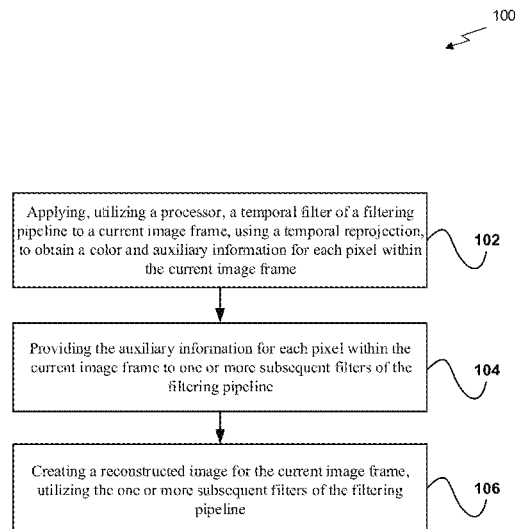 100
Applying, utilizing a processor, a temporal filter of a filtering
pipeline to a current image frame, using a temporal reprojection,
to obtain a color and auxiliary information for each pixel within
the current image frame
102
Providing the auxiliary information for each pixel within the
current image frame to one or more subsequent filters of the
filtering pipeline
104
Creating a reconstructed image for the current image frame,
utilizing the one or more subsequent filters of the filtering
pipeline
106